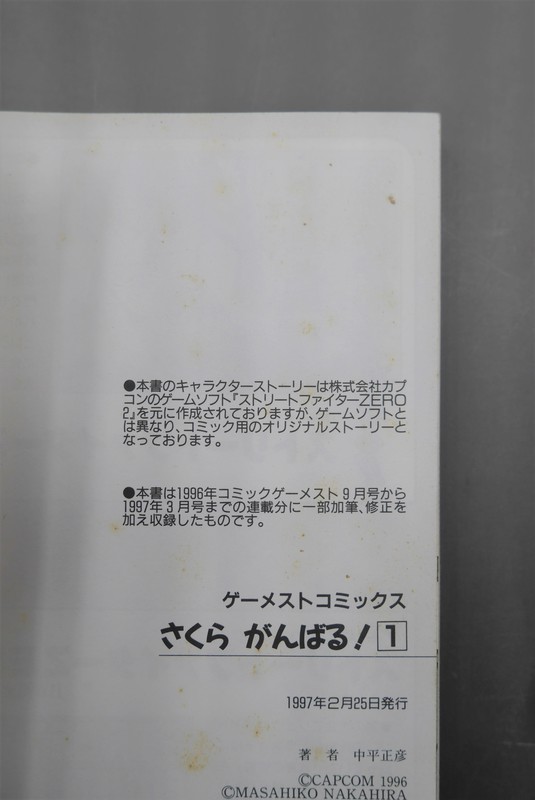 ●本書のキャラクターストーリーは株式会社カプ
コンのゲームソフト『ストリートファイターZERO
2』を元に作成されておりますが、ゲームソフトと
は異なり、コミック用のオリジナルストーリーと
なっております。
●本書は1996年コミックゲーメスト9月号から
1997年3月号までの連載分に一部加筆、修正を
加え収録したものです。
ゲーメストコミックス
さくら がんばる! 1
1997年2月25日発行
著 者 中平正彦
©CAPCOM 1996
©MASAHIKO NAKAHIRA